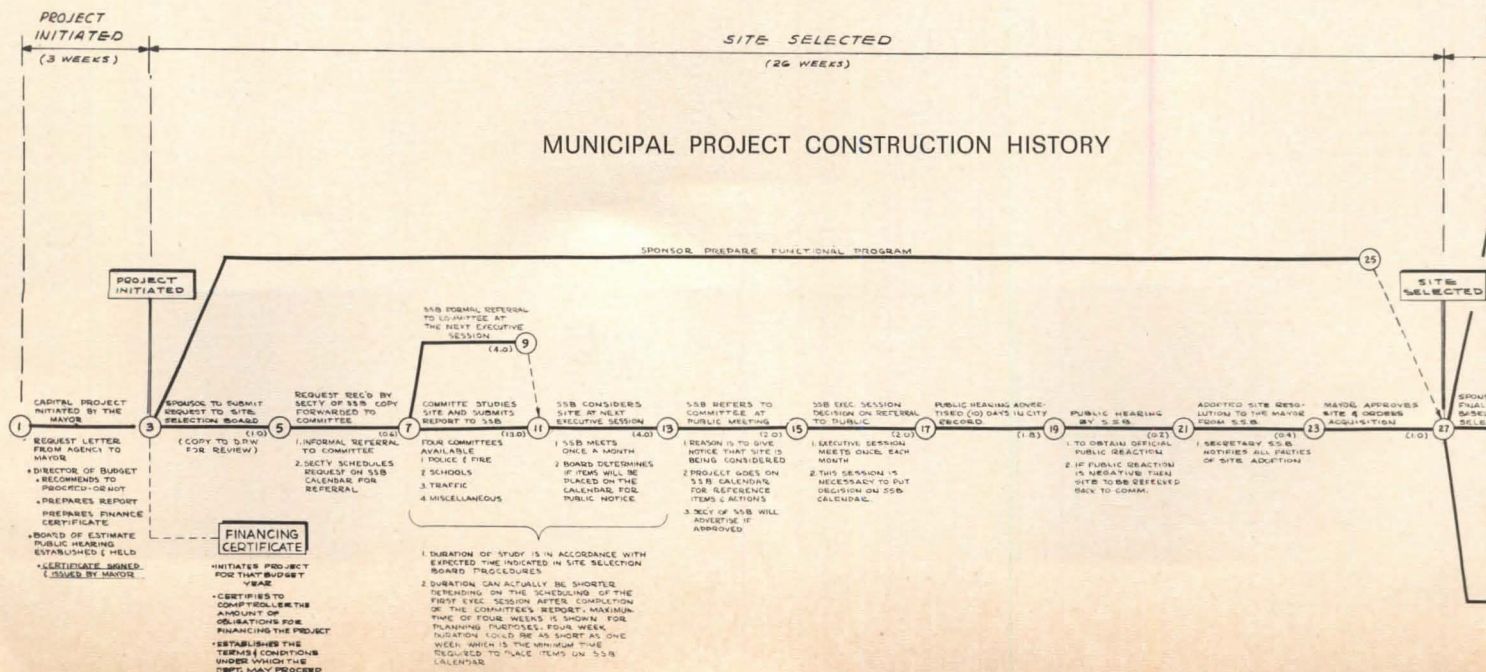 PROJECT
INITIATED
(3 WEEKS)
SITE SELECTED
(26 WEEKS)
MUNICIPAL PROJECT CONSTRUCTION HISTORY
SPONSOR PREPARE FUNCTIONAL PROGRAM
25
PROJECT
INITIATED
SITE
SELECTED
SSB FORMAL REFERRAL
TO COMMITTEE AT
THE NEXT EXECUTIVE
SESSION
(4.0)
9
CAPITAL PROJECT
INITIATED BY THE
MAYOR
1
REQUEST LETTER
FROM AGENCY TO
MAYOR
• DIRECTOR OF BUDGET
• RECOMMENDS TO
PROCEED-OR NOT
• PREPARES REPORT
PREPARES FINANCE
CERTIFICATE
• BOARD OF ESTIMATE
PUBLIC HEARING
ESTABLISHED & HELD
• CERTIFICATE SIGNED
& ISSUED BY MAYOR
3
SPONSOR TO SUBMIT
REQUEST TO SITE
SELECTION BOARD
(1.0)
(COPY TO D.P.W
FOR REVIEW)
5
REQUEST REC'D BY
SECTY OF SSB COPY
FORWARDED TO
COMMITTEE
(0.6)
1. INFORMAL REFERRAL
TO COMMITTEE
2. SECTY SCHEDULES
REQUEST ON SSB
CALENDAR FOR
REFERRAL
7
COMMITTE STUDIES
SITE AND SUBMITS
REPORT TO SSB
(13.0)
FOUR COMMITTEES
AVAILABLE
1 POLICE & FIRE
2 SCHOOLS
3. TRAFFIC
4. MISCELLANEOUS
11
SSB CONSIDERS
SITE AT NEXT
EXECUTIVE SESSION
(4.0)
1 SSB MEETS
ONCE A MONTH
2 BOARD DETERMINES
IF ITEMS WILL BE
PLACED ON THE
CALENDAR FOR
PUBLIC NOTICE
13
SSB REFERS TO
COMMITTEE AT
PUBLIC MEETING
(2.0)
1 REASON IS TO GIVE
NOTICE THAT SITE IS
BEING CONSIDERED
2 PROJECT GOES ON
SSB CALENDAR
FOR REFERENCE
ITEMS & ACTIONS
3 SECY OF SSB WILL
ADVERTISE IF
APPROVED
15
SSB EXEC. SESSION
DECISION ON REFERRAL
TO PUBLIC
(2.0)
1. EXECUTIVE SESSION
MEETS ONCE EACH
MONTH
2. THIS SESSION IS
NECESSARY TO PUT
DECISION ON SSB
CALENDAR.
17
PUBLIC HEARING ADVER-
TISED (10) DAYS IN CITY
RECORD.
(1.8)
19
PUBLIC HEARING
BY S.S.B.
(0.2)
1. TO OBTAIN OFFICIAL
PUBLIC REACTION
2. IF PUBLIC REACTION
IS NEGATIVE THEN
SITE TO BE REFERRED
BACK TO COMM.
21
ADOPTED SITE RESO-
LUTION TO THE MAYOR
FROM S.S.B.
(0.4)
1. SECRETARY S.S.B.
NOTIFIES ALL PARTIES
OF SITE ADOPTION
23
MAYOR APPROVES
SITE & ORDERS
ACQUISITION
(1.0)
27
SPONS
FINAL
BASE
SELE
FINANCING
CERTIFICATE
• INITIATES PROJECT
FOR THAT BUDGET
YEAR
• CERTIFIES TO
COMPTROLLER THE
AMOUNT OF
OBLIGATIONS FOR
FINANCING THE PROJECT
• ESTABLISHES THE
TERMS & CONDITIONS
UNDER WHICH THE
DEPT. MAY PROCEED
1. DURATION OF STUDY IS IN ACCORDANCE WITH
EXPECTED TIME INDICATED IN SITE SELECTION
BOARD PROCEDURES
2. DURATION CAN ACTUALLY BE SHORTER
DEPENDING ON THE SCHEDULING OF THE
FIRST EXEC. SESSION AFTER COMPLETION
OF THE COMMITTEE'S REPORT. MAXIMUM
TIME OF FOUR WEEKS IS SHOWN FOR
PLANNING PURPOSES. FOUR WEEK
DURATION COULD BE AS SHORT AS ONE
WEEK WHICH IS THE MINIMUM TIME
REQUIRED TO PLACE ITEMS ON SSB
CALENDAR